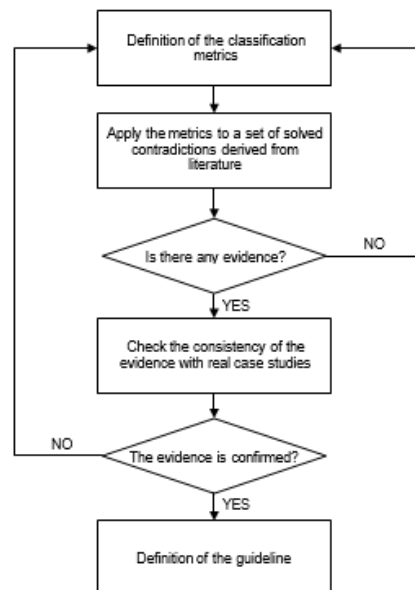 Definition of the classification
metrics
Apply the metrics to a set of solved
contradictions derived from
literature
Is there any evidence?
NO
YES
Check the consistency of the
evidence with real case studies
NO
The evidence is confirmed?
YES
Definition of the guideline